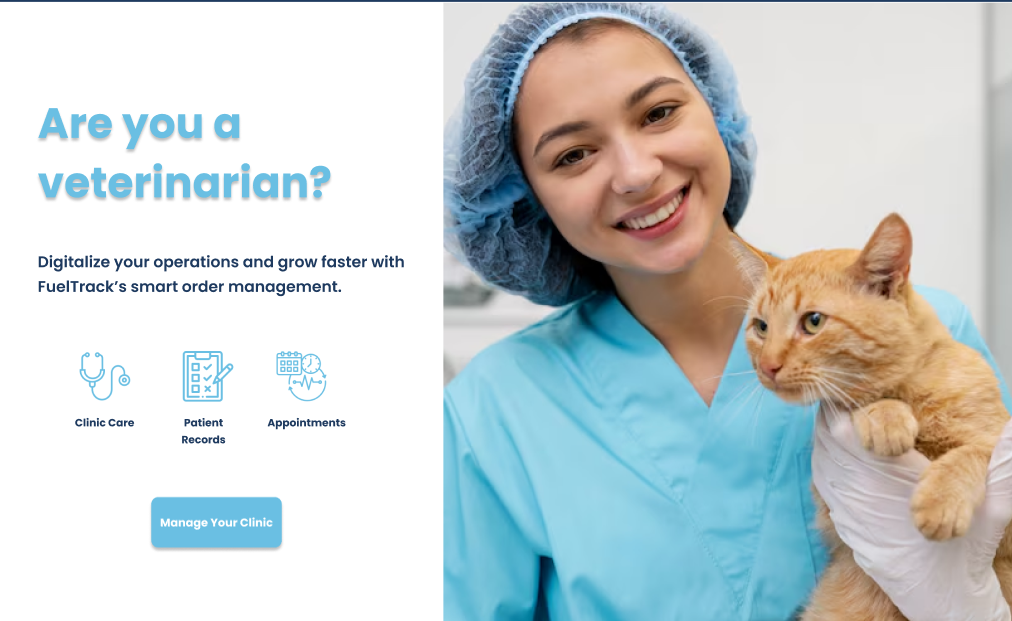 Are you a
veterinarian?
Digitalize your operations and grow faster with
FuelTrack’s smart order management.
Clinic Care
Patient
Records
Appointments
Manage Your Clinic